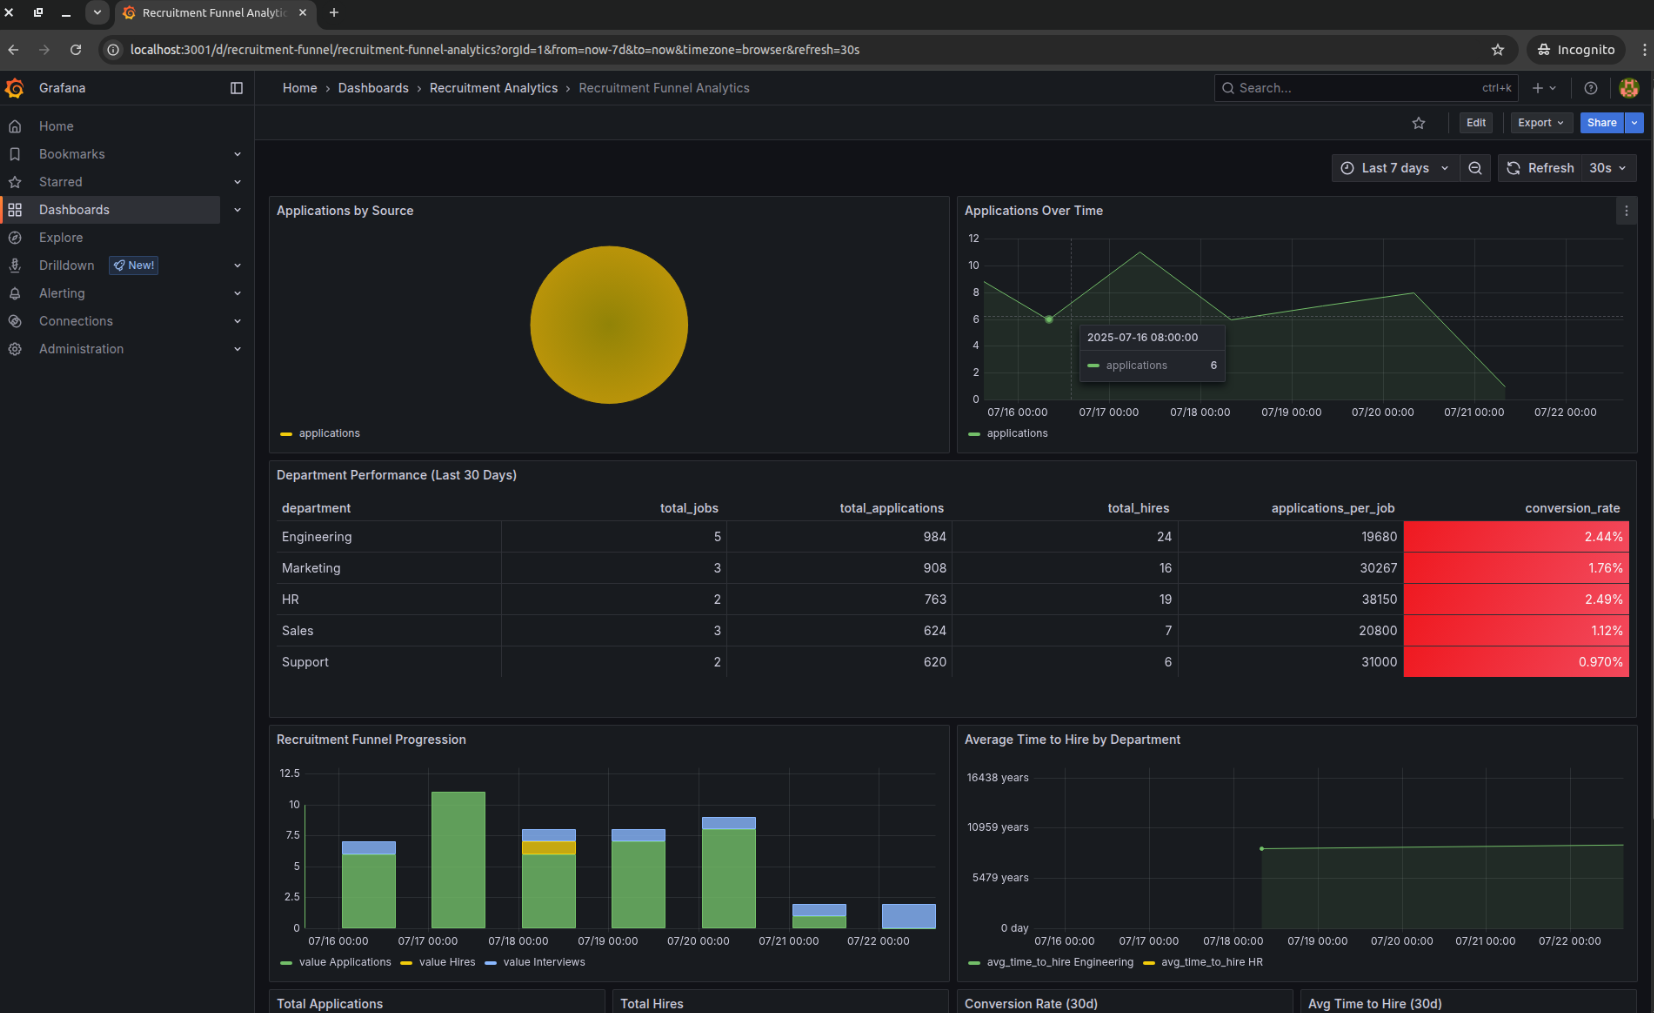 Recruitment Funnel Analytic
localhost:3001/d/recruitment-funnel/recruitment-funnel-analytics?orgId=1&from=now-7d&to=now&timezone=browser&refresh=30s
Incognito
Grafana
Home › Dashboards › Recruitment Analytics › Recruitment Funnel Analytics
Search...
ctrl+k
Home
Bookmarks
Starred
Dashboards
Explore
Drilldown New!
Alerting
Connections
Administration
Edit
Export
Share
Last 7 days
Refresh
30s
Applications by Source
applications
Applications Over Time
12
10
8
6
4
2
0
2025-07-16 08:00:00
applications 6
07/16 00:00 07/17 00:00 07/18 00:00 07/19 00:00 07/20 00:00 07/21 00:00 07/22 00:00
applications
Department Performance (Last 30 Days)
department total_jobs total_applications total_hires applications_per_job conversion_rate
Engineering 5 984 24 19680 2.44%
Marketing 3 908 16 30267 1.76%
HR 2 763 19 38150 2.49%
Sales 3 624 7 20800 1.12%
Support 2 620 6 31000 0.970%
Recruitment Funnel Progression
12.5
10
7.5
5
2.5
0
07/16 00:00 07/17 00:00 07/18 00:00 07/19 00:00 07/20 00:00 07/21 00:00 07/22 00:00
value Applications value Hires value Interviews
Average Time to Hire by Department
16438 years
10959 years
5479 years
0 day
07/16 00:00 07/17 00:00 07/18 00:00 07/19 00:00 07/20 00:00 07/21 00:00 07/22 00:00
avg_time_to_hire Engineering avg_time_to_hire HR
Total Applications
Total Hires
Conversion Rate (30d)
Avg Time to Hire (30d)